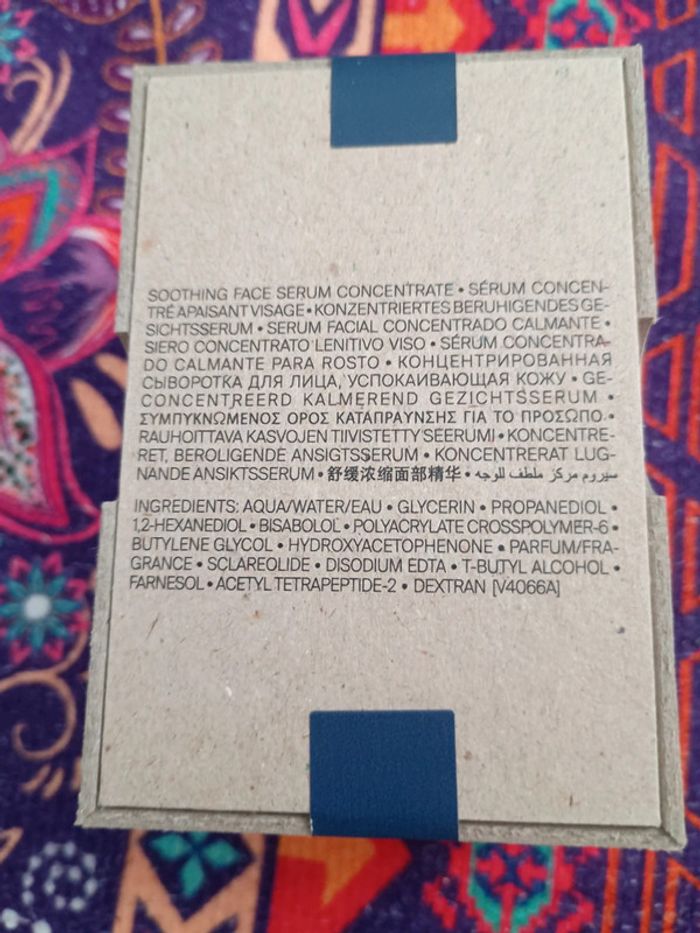 SOOTHING FACE SERUM CONCENTRATE • SÉRUM CONCEN-
TRÉ APAISANT VISAGE • KONZENTRIERTES BERUHIGENDES GE-
SICHTSSERUM • SERUM FACIAL CONCENTRADO CALMANTE •
SIERO CONCENTRATO LENITIVO VISO • SÉRUM CONCENTRA-
DO CALMANTE PARA ROSTO • КОНЦЕНТРИРОВАННАЯ
СЫВОРОТКА ДЛЯ ЛИЦА, УСПОКАИВАЮЩАЯ КОЖУ • GE-
CONCENTREERD KALMEREND GEZICHTSSERUM •
ΣΥΜΠΥΚΝΩΜΕΝΟΣ ΟΡΟΣ ΚΑΤΑΠΡΑΥΝΣΗΣ ΓΙΑ ΤΟ ΠΡΟΣΩΠΟ •
RAUHOITTAVA KASVOJEN TIIVISTETTY SEERUMI • KONCENTRE-
RET, BEROLIGENDE ANSIGTSSERUM • KONCENTRERAT LUG-
NANDE ANSIKTSSERUM • 舒缓浓缩面部精华 • سيروم مركز ملطف للوجه
INGREDIENTS: AQUA/WATER/EAU • GLYCERIN • PROPANEDIOL •
1,2-HEXANEDIOL • BISABOLOL • POLYACRYLATE CROSSPOLYMER-6 •
BUTYLENE GLYCOL • HYDROXYACETOPHENONE • PARFUM/FRA-
GRANCE • SCLAREOLIDE • DISODIUM EDTA • T-BUTYL ALCOHOL •
FARNESOL • ACETYL TETRAPEPTIDE-2 • DEXTRAN [V4066A]